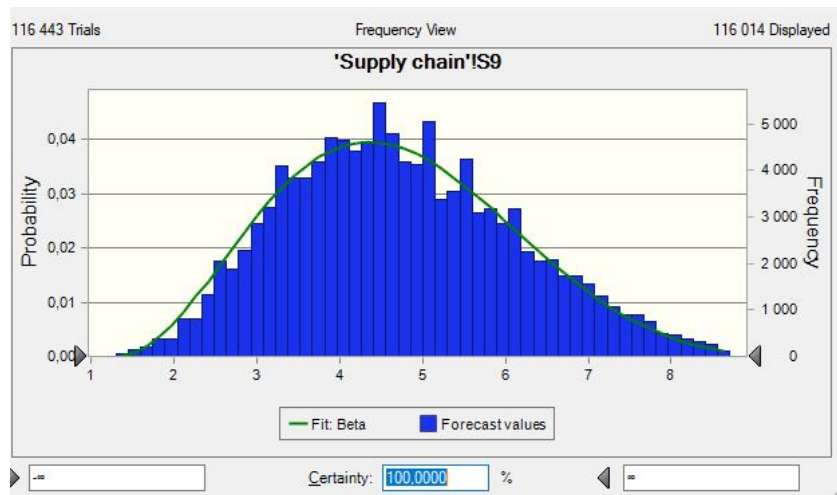 116 443 Trials Frequency View 116 014 Displayed
'Supply chain'!S9
Probability
Frequency
0,04
0,03
0,02
0,01
0,00
5 000
4 000
3 000
2 000
1 000
0
1 2 3 4 5 6 7 8
Fit: Beta Forecast values
-∞ Certainty: 100,0000 % ∞